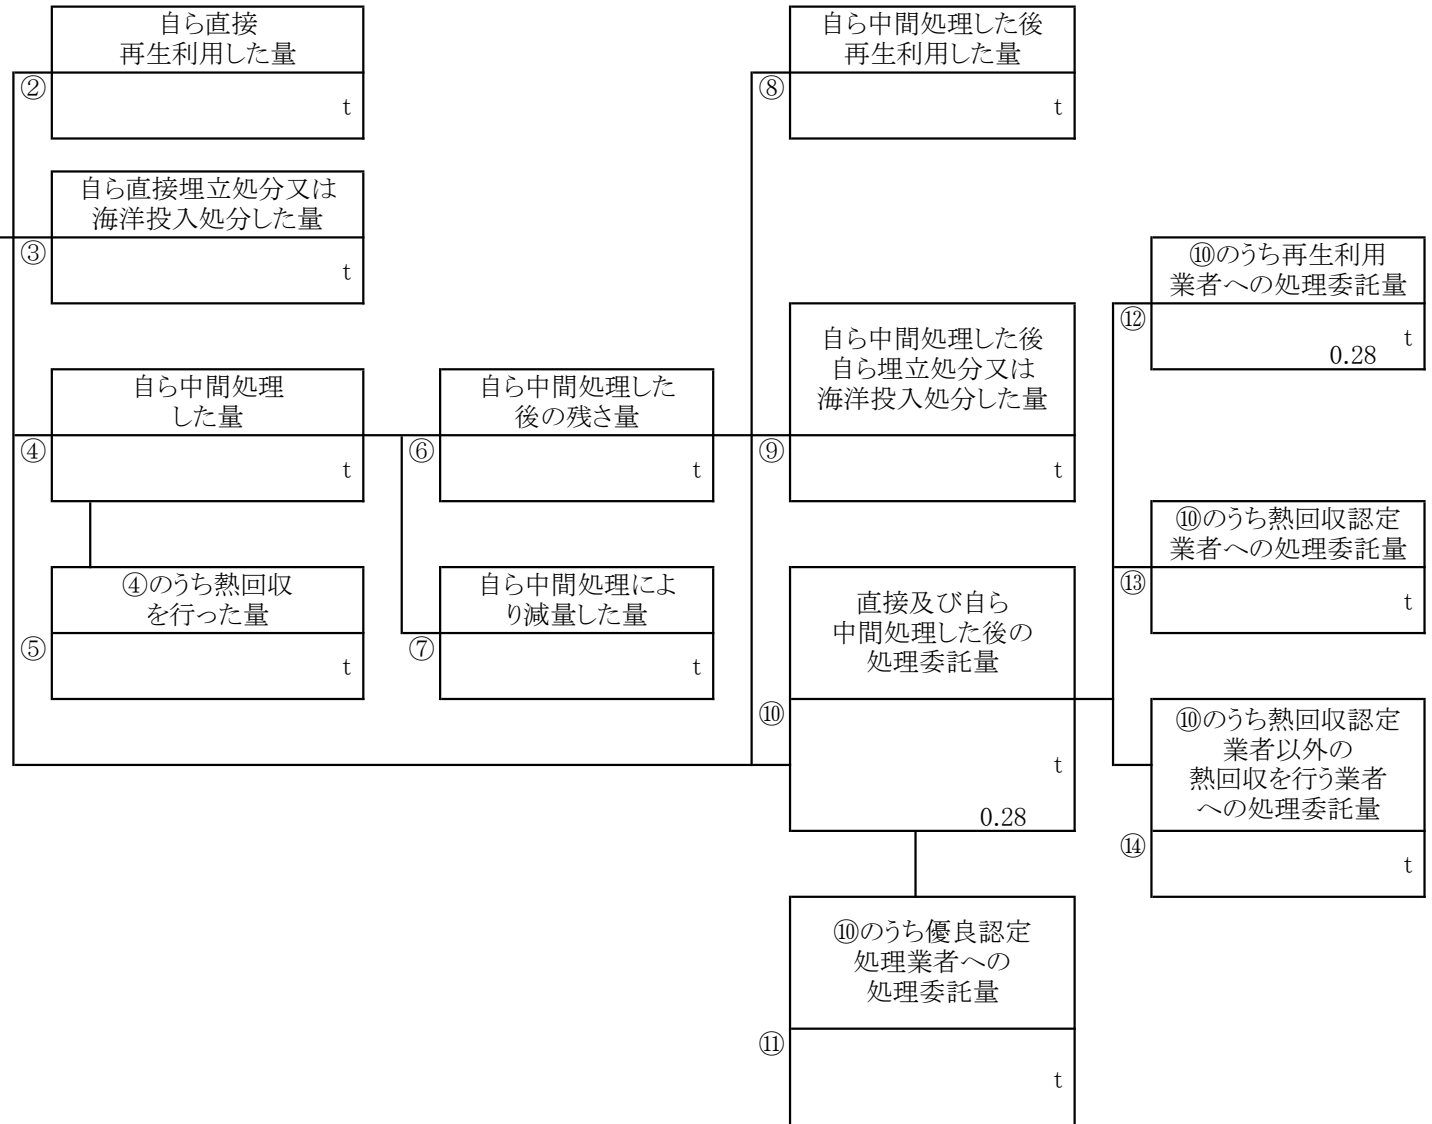 自ら直接
再生利用した量
②
t
自ら直接埋立処分又は
海洋投入処分した量
③
t
自ら中間処理
した量
④
t
④のうち熱回収
を行った量
⑤
t
自ら中間処理した
後の残さ量
⑥
t
自ら中間処理によ
り減量した量
⑦
t
自ら中間処理した後
再生利用した量
⑧
t
自ら中間処理した後
自ら埋立処分又は
海洋投入処分した量
⑨
t
直接及び自ら
中間処理した後の
処理委託量
⑩
t
0.28
⑩のうち優良認定
処理業者への
処理委託量
⑪
t
⑩のうち再生利用
業者への処理委託量
⑫
t
0.28
⑩のうち熱回収認定
業者への処理委託量
⑬
t
⑩のうち熱回収認定
業者以外の
熱回収を行う業者
への処理委託量
⑭
t